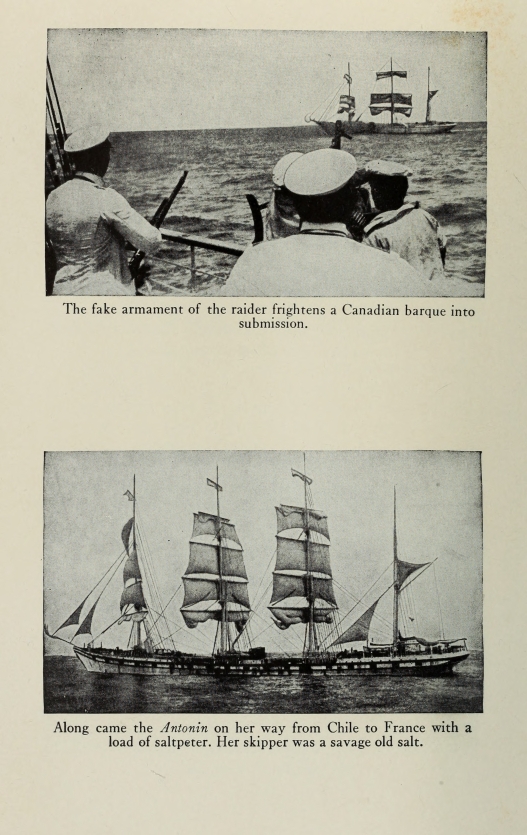 The fake armament of the raider frightens a Canadian barque into
submission.
Along came the Antonin on her way from Chile to France with a
load of saltpeter. Her skipper was a savage old salt.